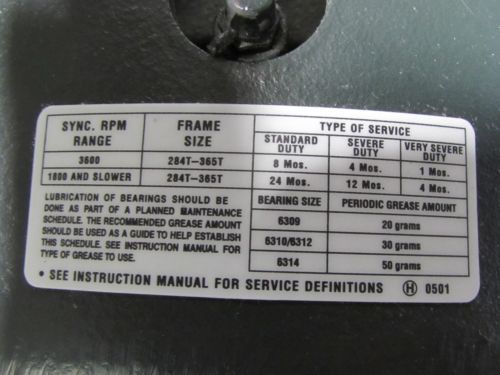 SYNC. RPM RANGE FRAME SIZE TYPE OF SERVICE
STANDARD DUTY SEVERE DUTY VERY SEVERE DUTY
3600 284T-365T 8 Mos. 4 Mos. 1 Mos.
1800 AND SLOWER 284T-365T 24 Mos. 12 Mos. 4 Mos.
LUBRICATION OF BEARINGS SHOULD BE
DONE AS PART OF A PLANNED MAINTENANCE
SCHEDULE. THE RECOMMENDED GREASE AMOUNT
SHOULD BE USED AS A GUIDE TO HELP ESTABLISH
THIS SCHEDULE. SEE INSTRUCTION MANUAL FOR
TYPE OF GREASE TO USE.
BEARING SIZE PERIODIC GREASE AMOUNT
6309 20 grams
6310/6312 30 grams
6314 50 grams
• SEE INSTRUCTION MANUAL FOR SERVICE DEFINITIONS Ⓗ 0501